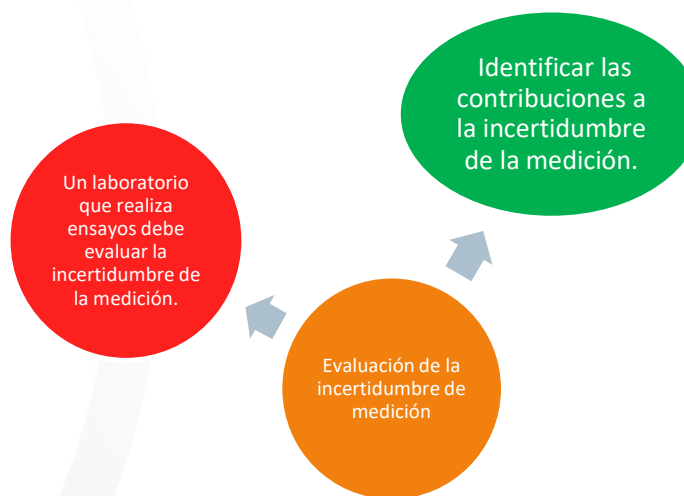 Identificar las
contribuciones a
la incertidumbre
de la medición.
Un laboratorio
que realiza
ensayos debe
evaluar la
incertidumbre de
la medición.
Evaluación de la
incertidumbre de
medición